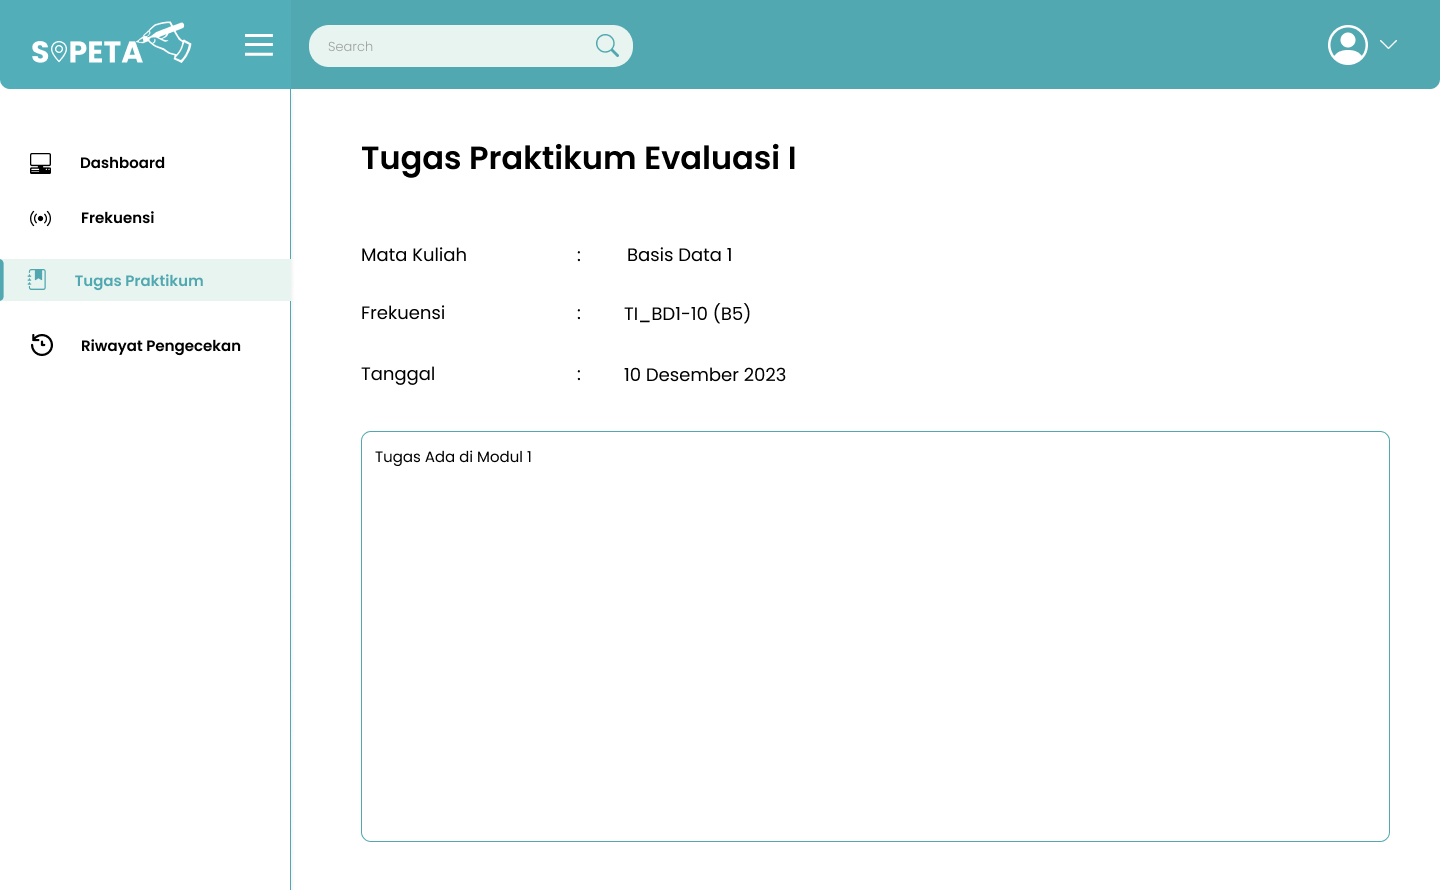 SOPETA
Search
Dashboard
Frekuensi
Tugas Praktikum
Riwayat Pengecekan
Tugas Praktikum Evaluasi I
Mata Kuliah : Basis Data 1
Frekuensi : TI_BD1-10 (B5)
Tanggal : 10 Desember 2023
Tugas Ada di Modul 1